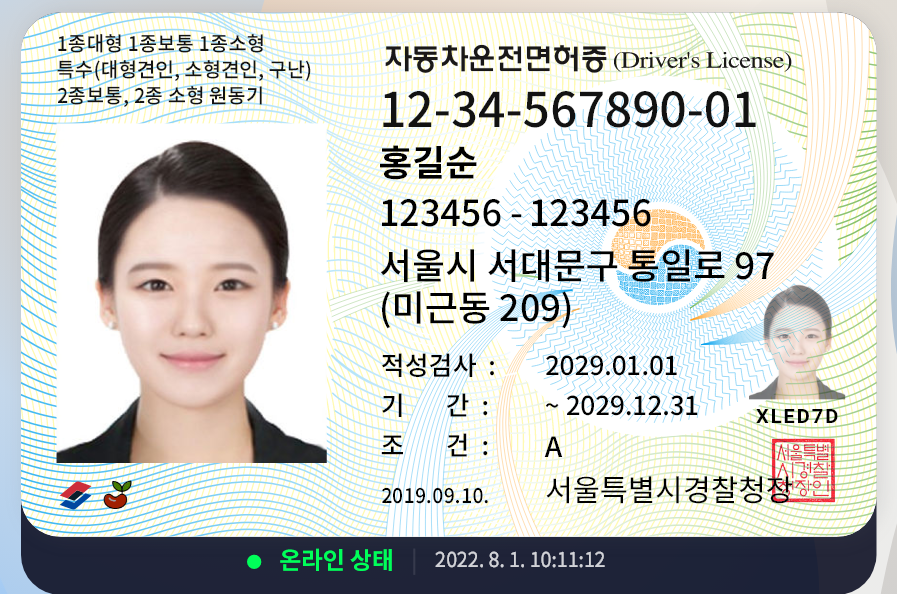 1종대형 1종보통 1종소형
특수(대형견인, 소형견인, 구난)
2종보통, 2종 소형 원동기
자동차운전면허증 (Driver's License)
12-34-567890-01
홍길순
123456 - 123456
서울시 서대문구 통일로 97
(미근동 209)
적성검사 : 2029.01.01
기 간 : ~ 2029.12.31
조 건 : A
XLED7D
2019.09.10. 서울특별시경찰청장
서울특별
시경찰
청장인
온라인 상태 2022. 8. 1. 10:11:12